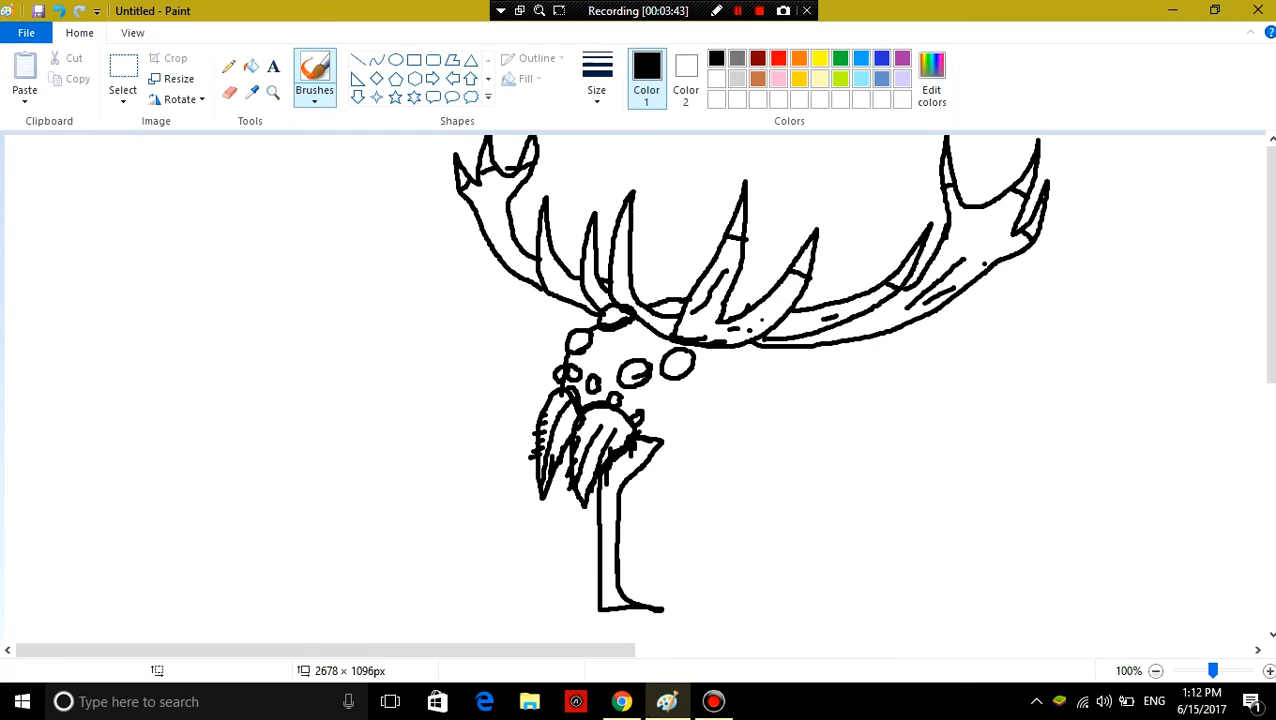 Untitled - Paint
Recording [00:03:43]
File
Home
View
Paste
Cut
Copy
Clipboard
Select
Crop
Resize
Rotate
Image
A
Tools
Brushes
Shapes
Outline
Fill
Size
Color 1
Color 2
Edit colors
Colors
2678 × 1096px
100%
Type here to search
ENG
1:12 PM
6/15/2017
1